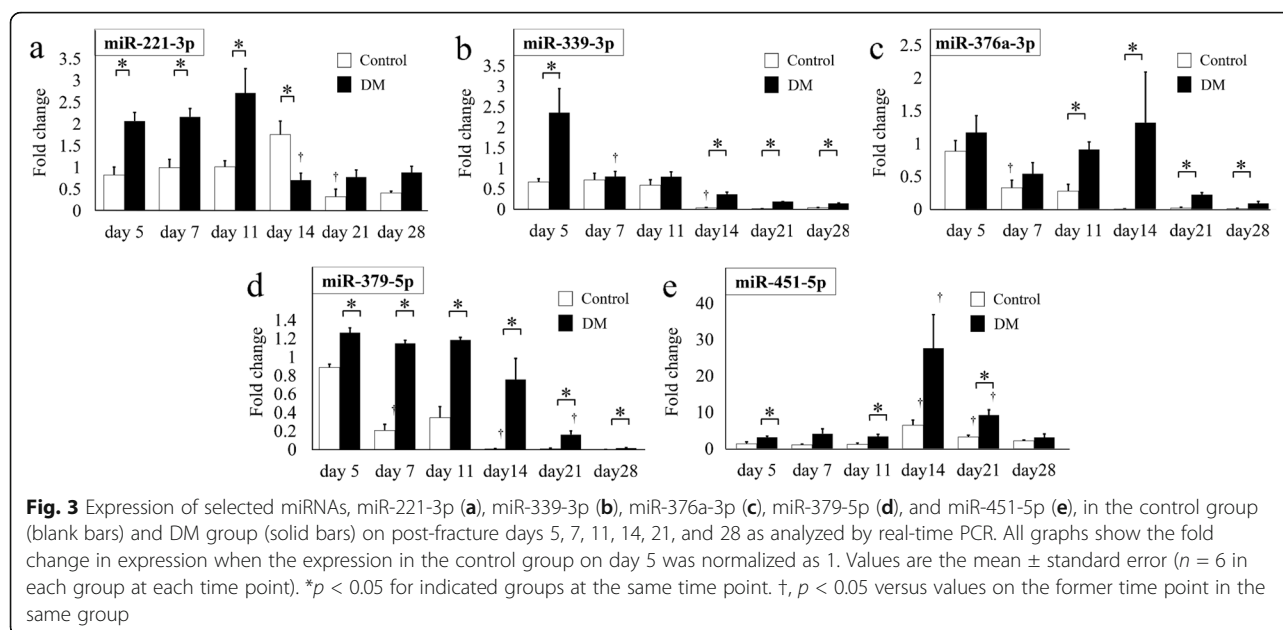 a
miR-221-3p
Control
DM
Fold change
3.5
3
2.5
2
1.5
1
0.5
0
* * * *
†
†
day 5 day 7 day 11 day 14 day 21 day 28
b
miR-339-3p
Control
DM
Fold change
3.5
3
2.5
2
1.5
1
0.5
0
*
* * *
†
†
day 5 day 7 day 11 day14 day21 day28
c
miR-376a-3p
Control
DM
Fold change
2.5
2
1.5
1
0.5
0
*
*
* *
†
day 5 day 7 day 11 day14 day21 day28
d
miR-379-5p
Control
DM
Fold change
1.4
1.2
1
0.8
0.6
0.4
0.2
0
* * * *
* *
† † †
day 5 day 7 day 11 day14 day21 day28
e
miR-451-5p
Control
DM
Fold change
40
30
20
10
0
* * *
† † † †
day 5 day 7 day 11 day14 day21 day28
Fig. 3 Expression of selected miRNAs, miR-221-3p (a), miR-339-3p (b), miR-376a-3p (c), miR-379-5p (d), and miR-451-5p (e), in the control group
(blank bars) and DM group (solid bars) on post-fracture days 5, 7, 11, 14, 21, and 28 as analyzed by real-time PCR. All graphs show the fold
change in expression when the expression in the control group on day 5 was normalized as 1. Values are the mean ± standard error (n = 6 in
each group at each time point). *p < 0.05 for indicated groups at the same time point. †, p < 0.05 versus values on the former time point in the
same group